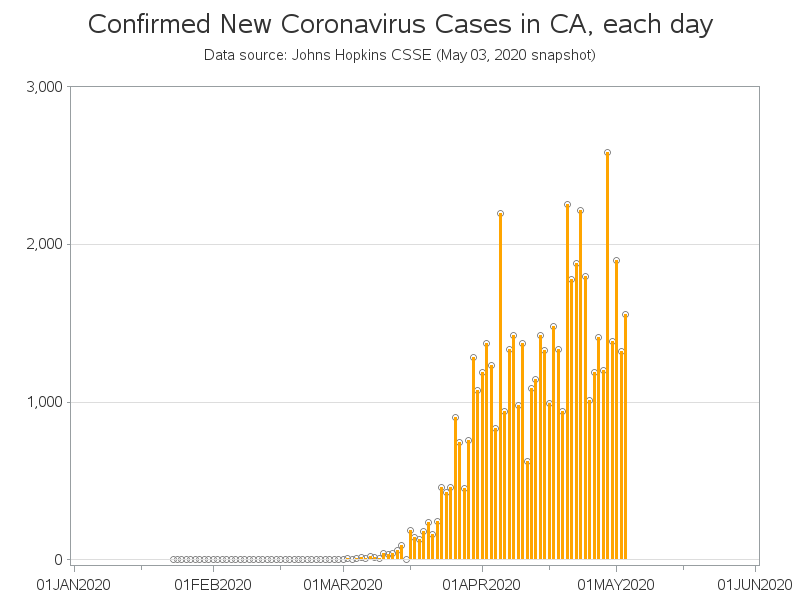 Confirmed New Coronavirus Cases in CA, each day
Data source: Johns Hopkins CSSE (May 03, 2020 snapshot)
3,000
2,000
1,000
0
01JAN2020 01FEB2020 01MAR2020 01APR2020 01MAY2020 01JUN2020